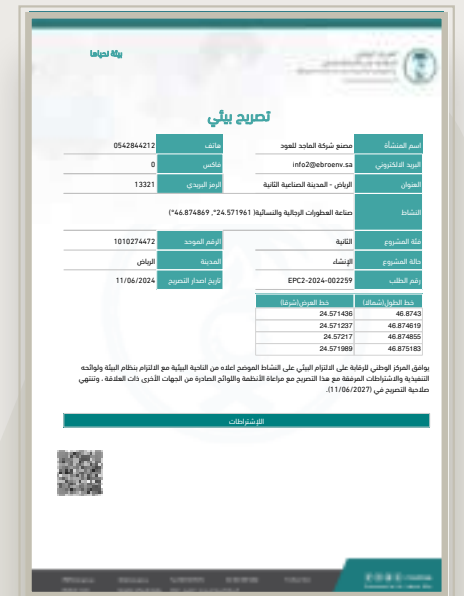 بيئة نحياها
تصريح بيئي
اسم المنشأة مصنع شركة الماجد للعود هاتف 0542844212
البريد الالكتروني info2@ebroenv.sa فاكس 0
العنوان الرياض - المدينة الصناعية الثانية الرمز البريدي 13321
النشاط صناعة العطورات الرجالية والنسائية( 24.571961°, 46.874869°)
فئة المشروع الثانية الرقم الموحد 1010274472
حالة المشروع الإنشاء المدينة الرياض
رقم الطلب EPC2-2024-002259 تاريخ اصدار التصريح 11/06/2024
خط الطول(شمالا) خط العرض(شرقا)
46.8743 24.571436
46.874619 24.571237
46.874855 24.57217
46.875183 24.571989
يوافق المركز الوطني للرقابة على الالتزام البيئي على النشاط الموضح اعلاه من الناحية البيئية مع الالتزام بنظام البيئة ولوائحه
التنفيذية والاشتراطات المرفقة مع هذا التصريح مع مراعاة الأنظمة واللوائح الصادرة من الجهات الأخرى ذات العلاقة ، وتنتهي
صلاحية التصريح في (11/06/2027).
الإشتراطات